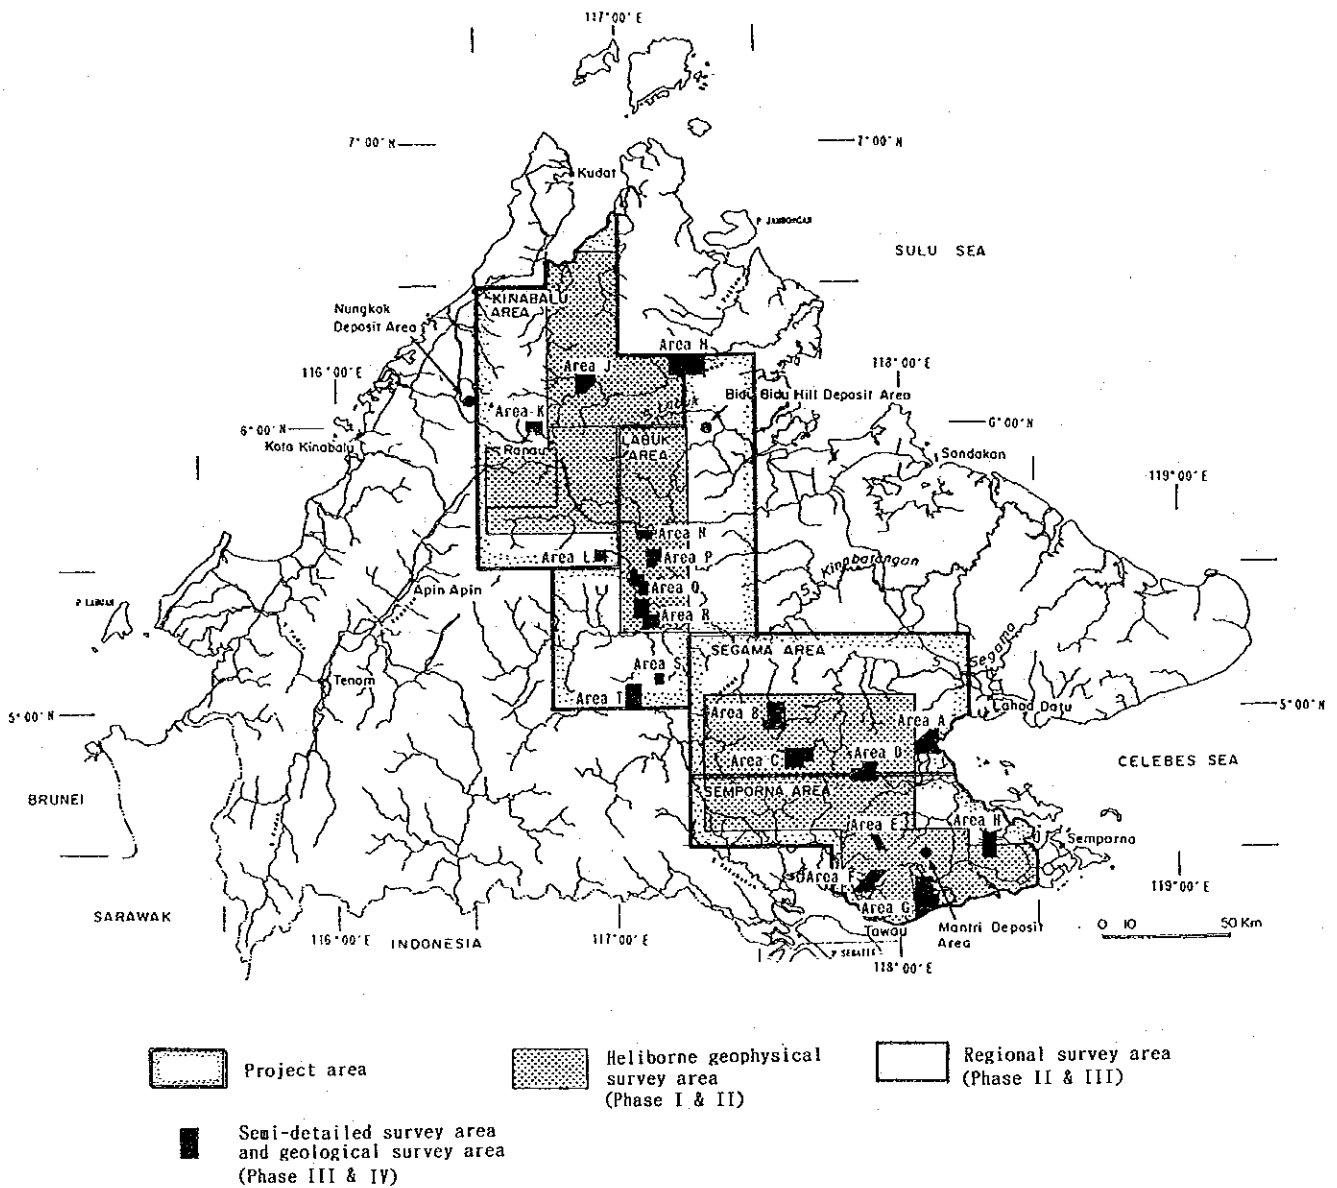 117°00' E
7°00' N
7°00' N
Kudat
P JAMBONGAN
SULU SEA
KINABALU
AREA
Nungkok
Deposit Area
Area H
Area J
116°00' E
118°00' E
Bidu Bidu Hill Deposit Area
Area K
6°00' N
6°00' N
Kota Kinabalu
Ranau
LABUK
AREA
Sandakan
119°00' E
Area N
Area L
Area P
S. Kinabatangan
Area Q
Apin Apin
Area R
SEGAMA AREA
S. Segama
Area S
Tenom
Area T
5°00' N
Lahad Datu
5°00' N
Area B
Area A
Area C
Area D
CELEBES SEA
BRUNEI
SEMPORNA AREA
Area E
Area H
Semporna
Area F
119°00' E
Area G
SARAWAK
116°00' E
INDONESIA
117°00' E
Tawau
Mantri Deposit
Area
0 10 50 Km
118°00' E
Project area
Heliborne geophysical
survey area
(Phase I & II)
Regional survey area
(Phase II & III)
Semi-detailed survey area
and geological survey area
(Phase III & IV)